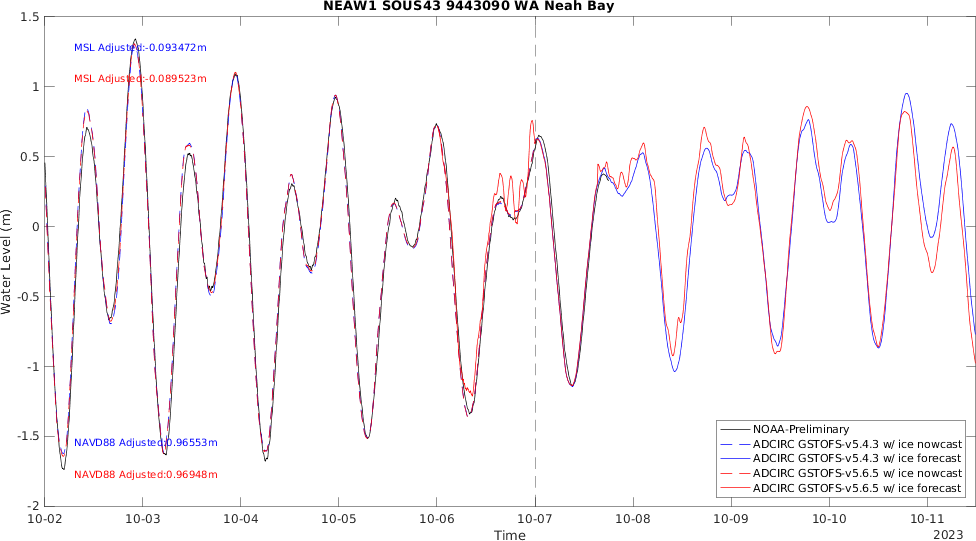 NEAW1 SOUS43 9443090 WA Neah Bay
1.5
1
0.5
0
-0.5
-1
-1.5
-2
Water Level (m)
MSL Adjusted:-0.093472m
MSL Adjusted:-0.089523m
NAVD88 Adjusted:0.96553m
NAVD88 Adjusted:0.96948m
NOAA-Preliminary
ADCIRC GSTOFS-v5.4.3 w/ ice nowcast
ADCIRC GSTOFS-v5.4.3 w/ ice forecast
ADCIRC GSTOFS-v5.6.5 w/ ice nowcast
ADCIRC GSTOFS-v5.6.5 w/ ice forecast
10-02 10-03 10-04 10-05 10-06 10-07 10-08 10-09 10-10 10-11
Time
2023